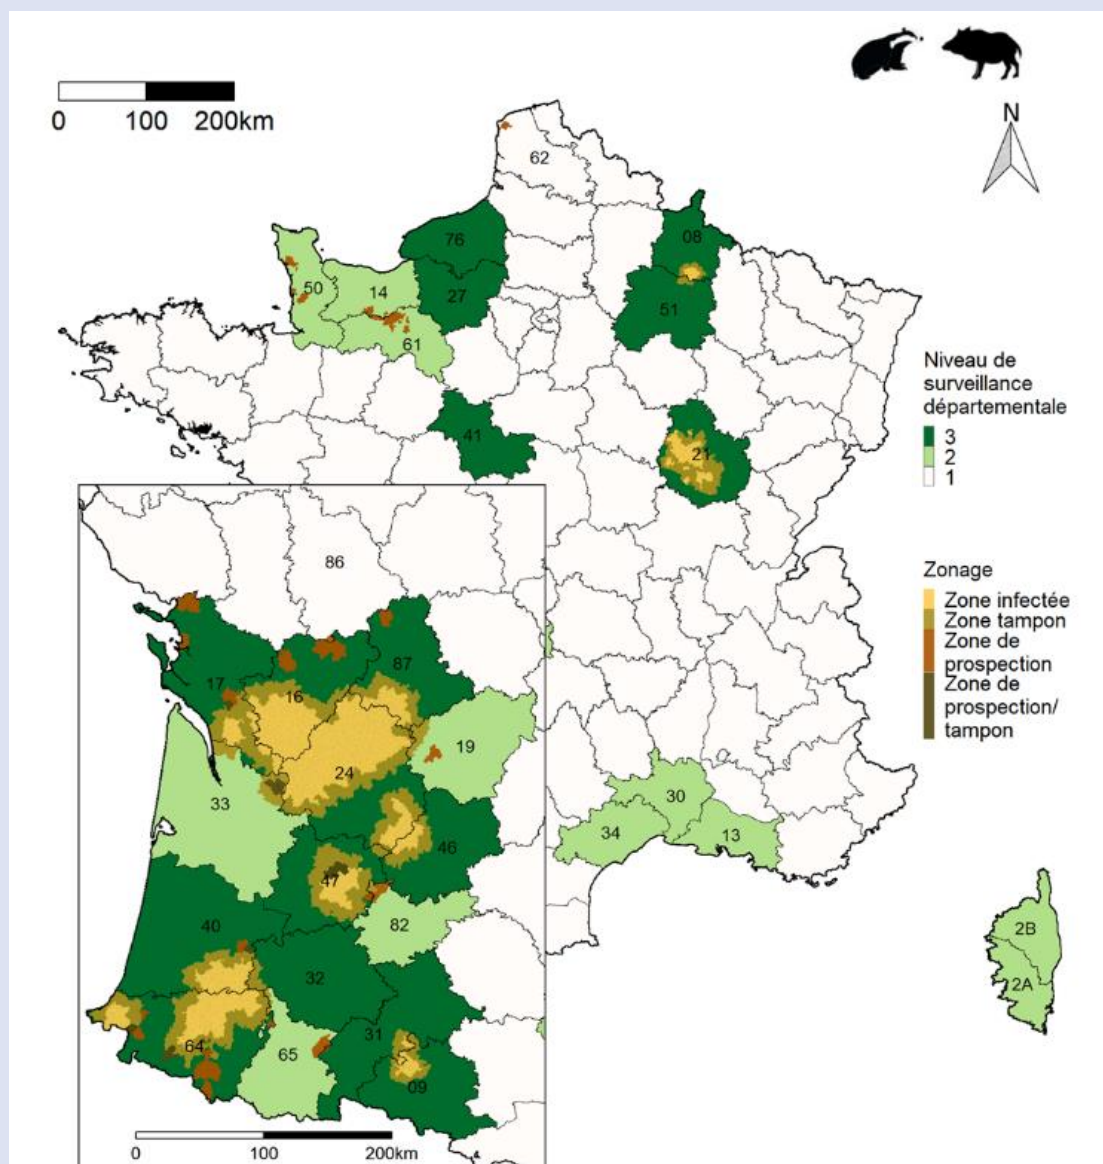 0 100 200km
N
62
76
08
27
50
14
51
61
41
21
Niveau de
surveillance
départementale
3
2
1
Zonage
Zone infectée
Zone tampon
Zone de
prospection
Zone de
prospection/
tampon
86
87
17
16
19
24
33
46
47
82
40
32
31
64
65
09
0 100 200km
30
34
13
2B
2A